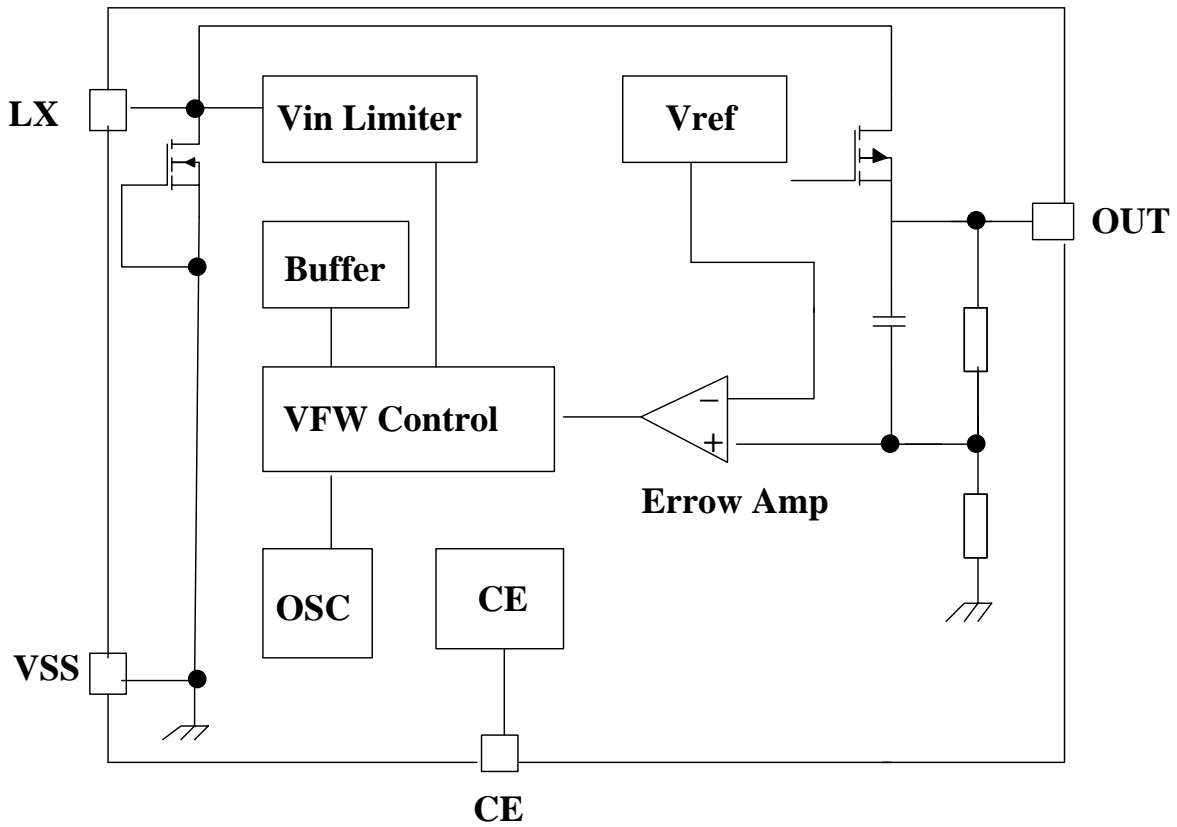 LX
Vin Limiter
Vref
OUT
Buffer
VFW Control
−
+
Errow Amp
OSC
CE
VSS
CE